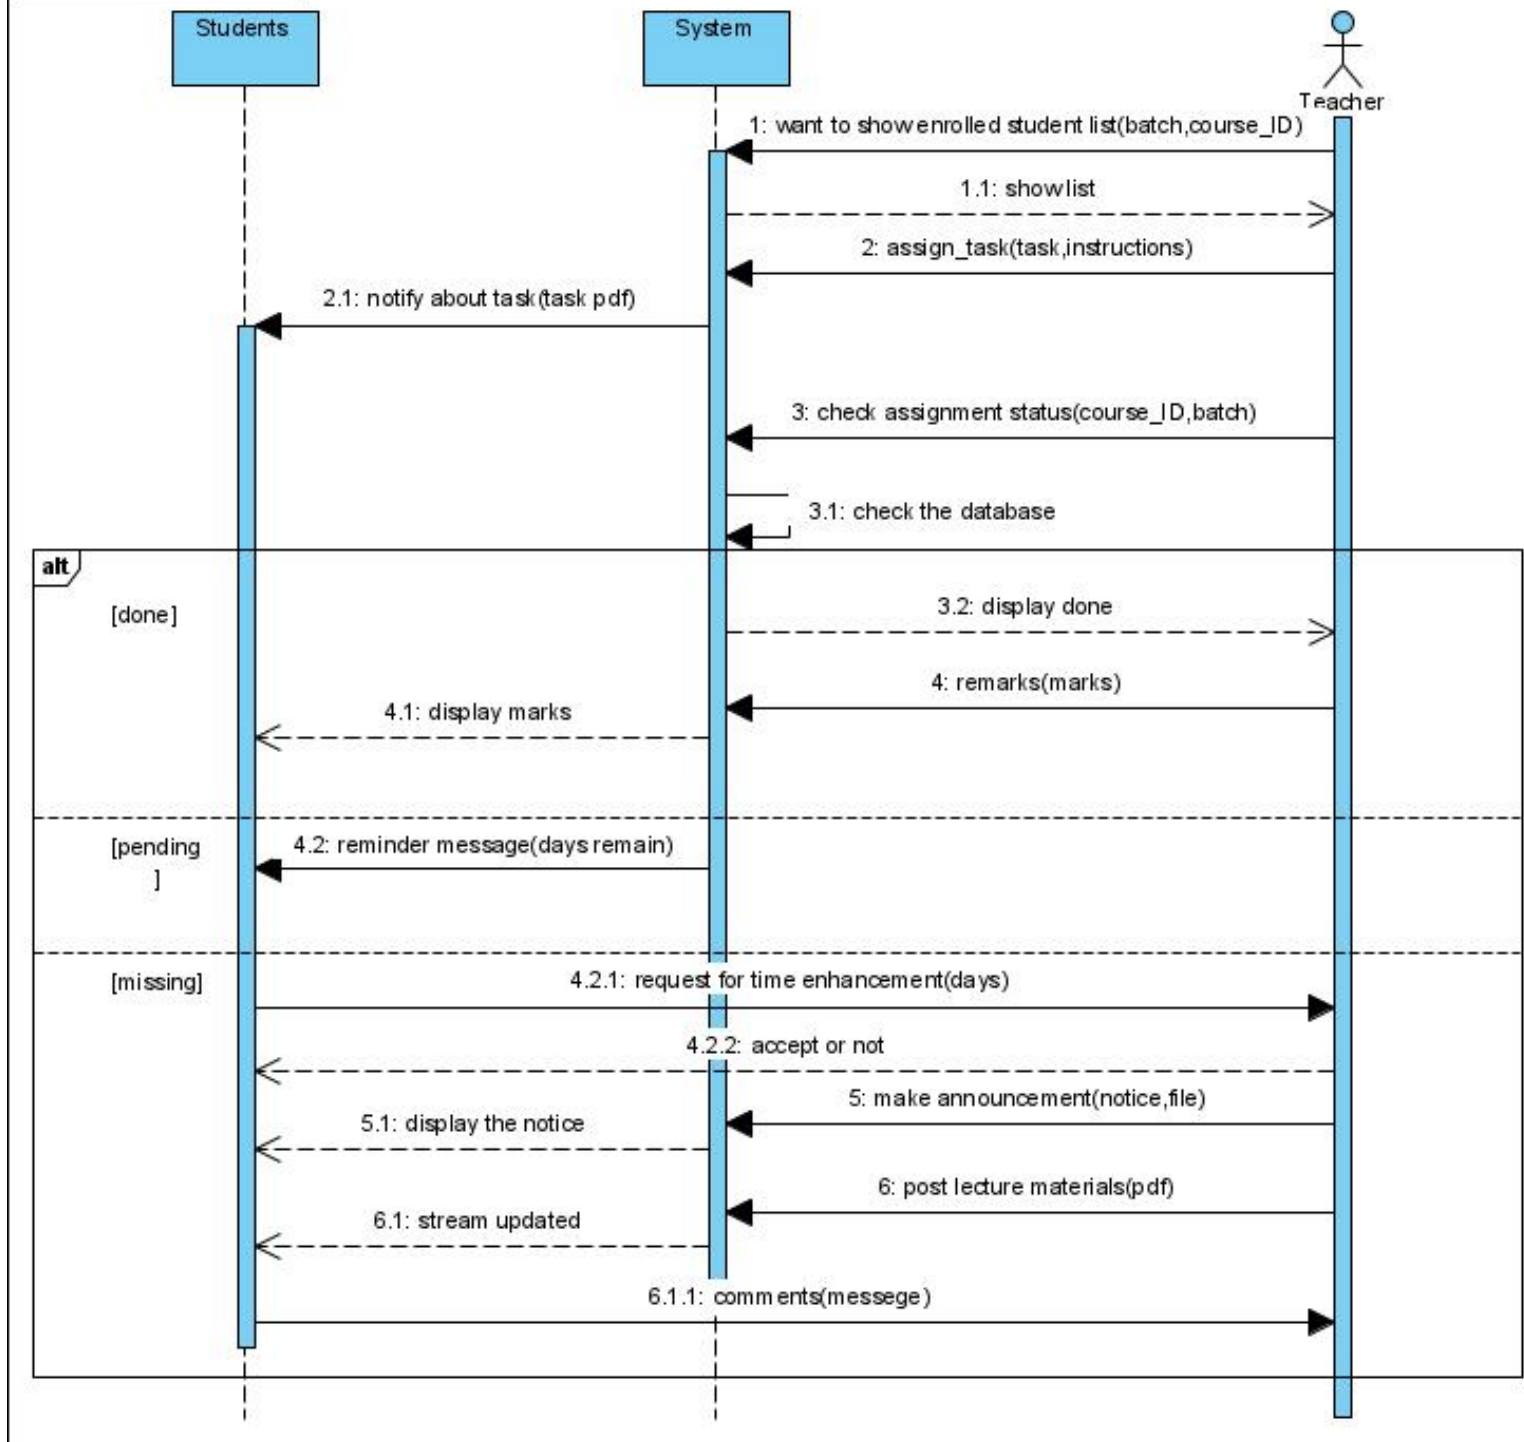 Students
System
Teacher
1: want to show enrolled student list(batch,course_ID)
1.1: show list
2: assign_task(task,instructions)
2.1: notify about task(task pdf)
3: check assignment status(course_ID,batch)
3.1: check the database
alt
[done]
3.2: display done
4: remarks(marks)
4.1: display marks
[pending
]
4.2: reminder message(days remain)
[missing]
4.2.1: request for time enhancement(days)
4.2.2: accept or not
5: make announcement(notice,file)
5.1: display the notice
6: post lecture materials(pdf)
6.1: stream updated
6.1.1: comments(messege)